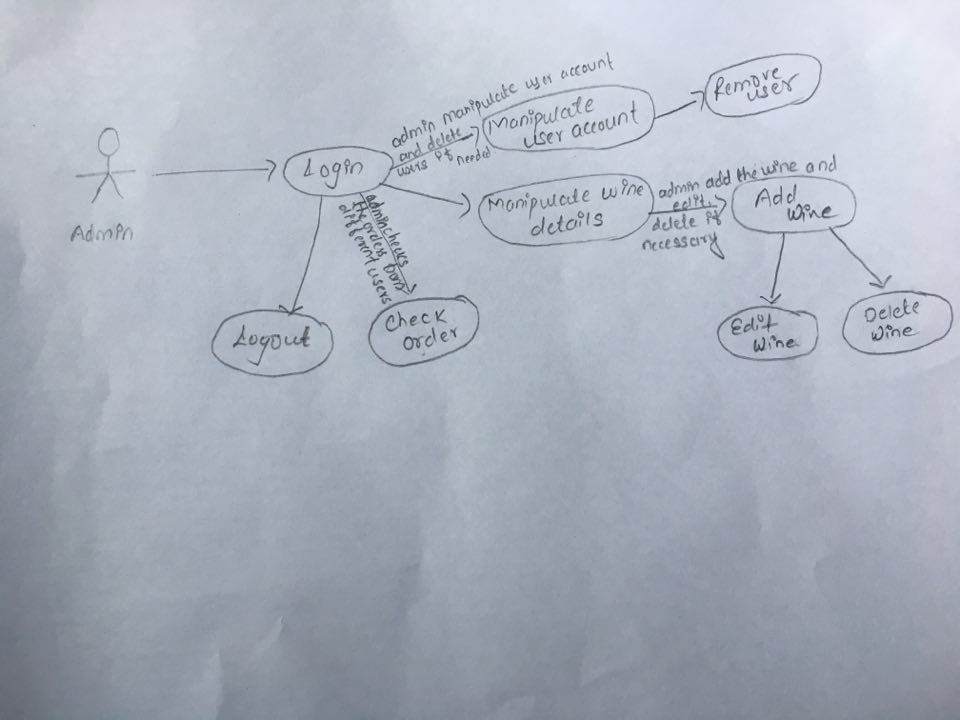 Admin
Login
admin manipulate user account
and delete
users if needed
Manipulate
user account
Remove
user
Manipulate wine
details
admin add the wine and
edit,
delete if
necessary
Add
wine
Edit
wine
Delete
wine
admin checks
the orders from
different users
Check
order
Logout